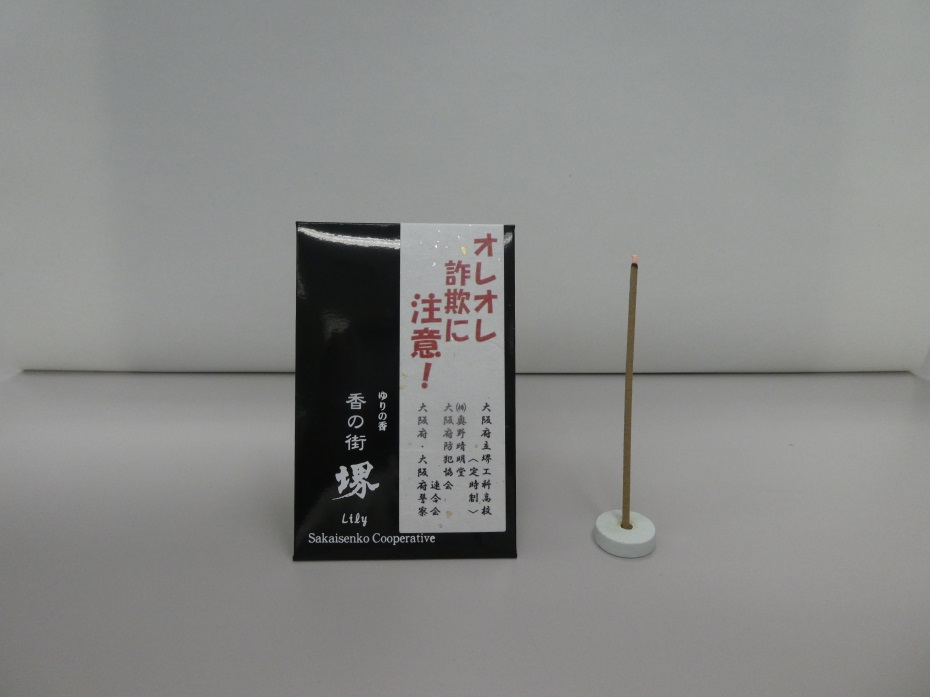 オレオレ
詐欺に
注意！
大阪府立堺工科高校
〈定時制〉
㈱奥野晴明堂
大阪府防犯協会
連合会
大阪府・大阪府警察
ゆりの香
香の街
堺
Lily
Sakaisenko Cooperative